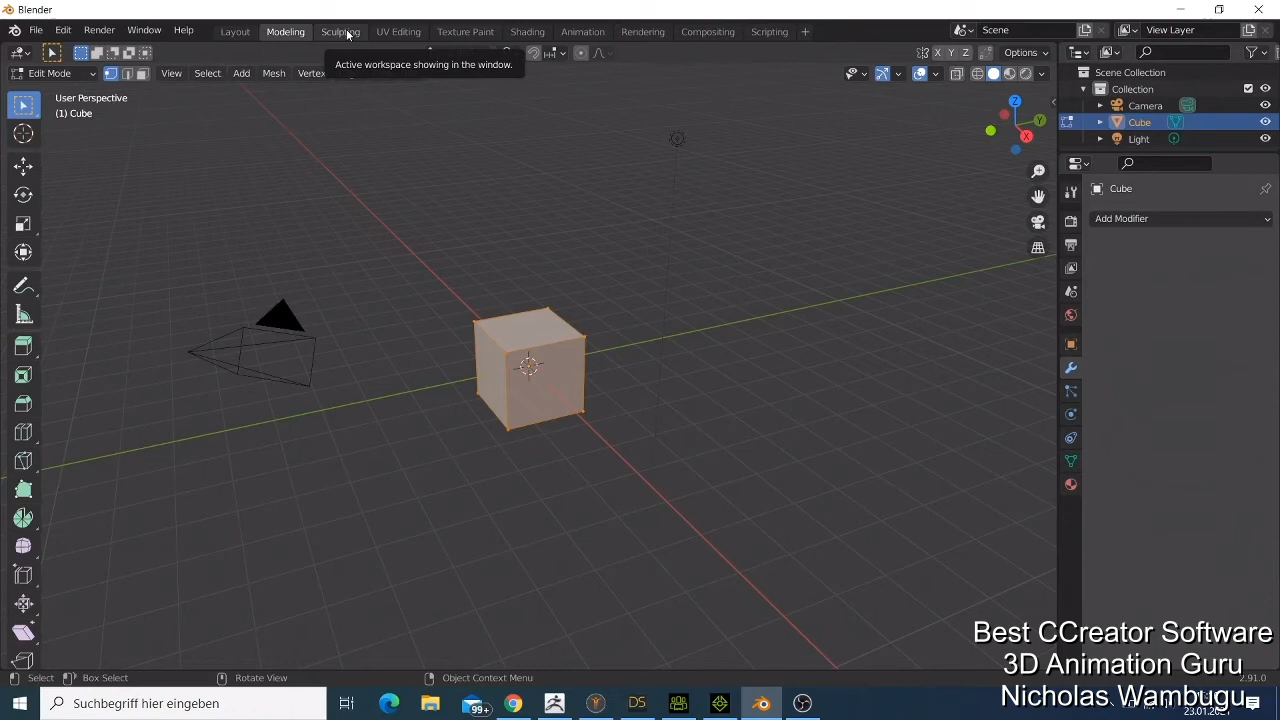 Blender
File Edit Render Window Help Layout Modeling Sculpting UV Editing Texture Paint Shading Animation Rendering Compositing Scripting + Scene View Layer
X Y Z Options
Active workspace showing in the window.
Edit Mode View Select Add Mesh Vertex
User Perspective
(1) Cube
Z
Y
X
Scene Collection
Collection
Camera
Cube
Light
Cube
Add Modifier
Best CCreator Software
3D Animation Guru
Nicholas Wambugu
Select Box Select Rotate View Object Context Menu 2.91.0
Suchbegriff hier eingeben 99+ DS
23.01.2021